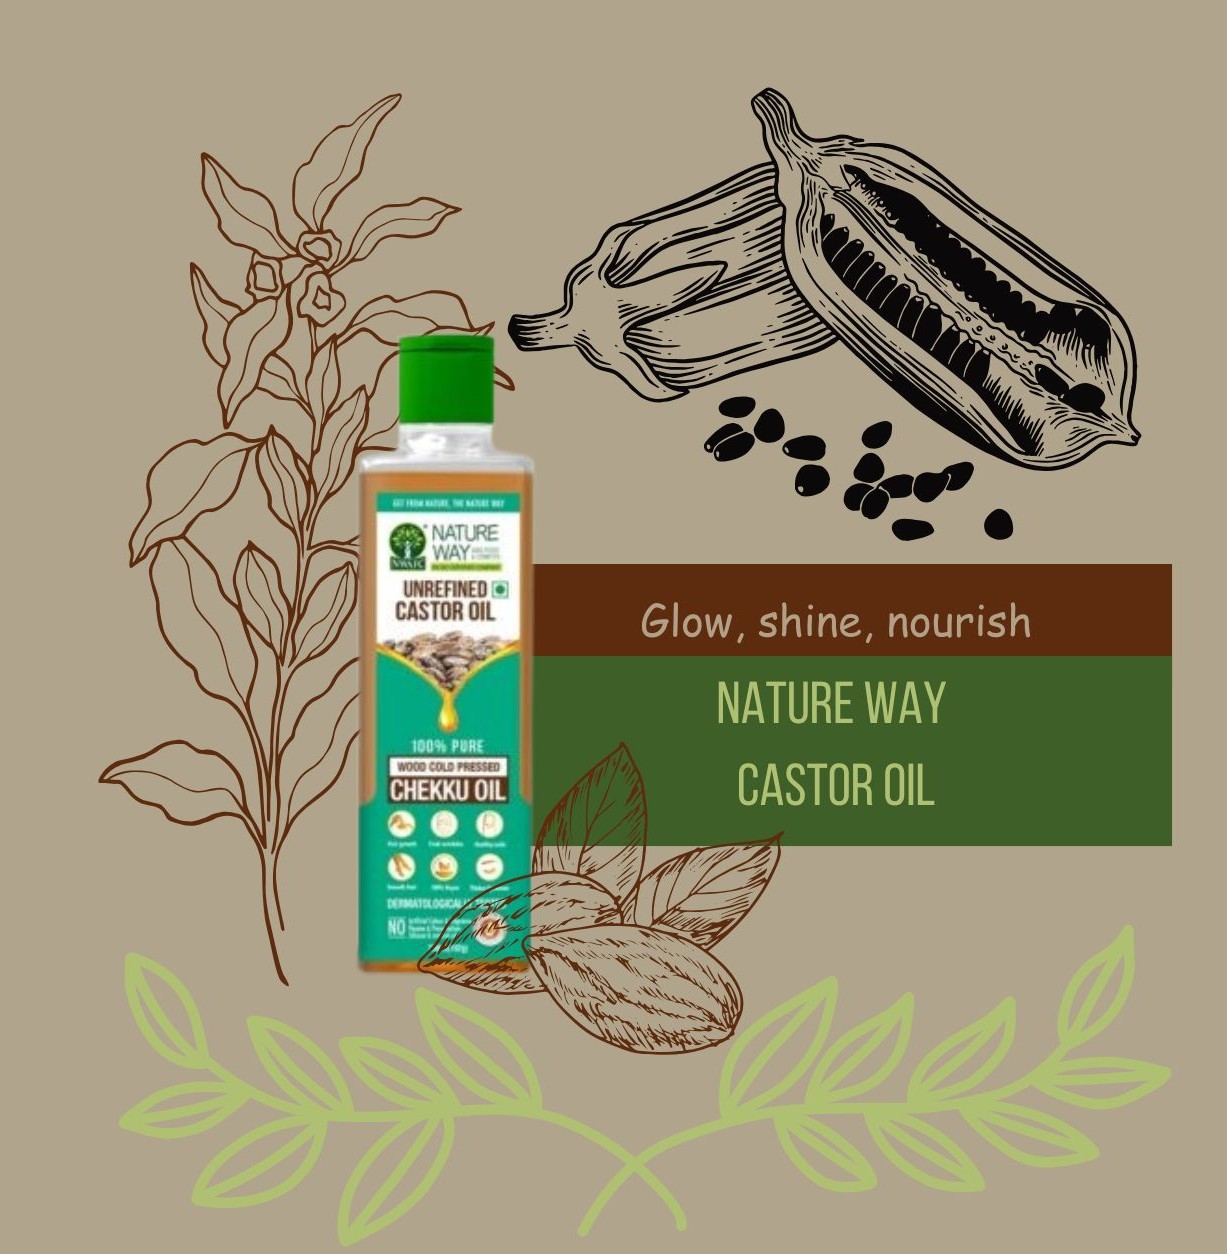 GET FROM NATURE, THE NATURE WAY
NATURE
WAY
NWAFC
UNREFINED
CASTOR OIL
Glow, shine, nourish
NATURE WAY
CASTOR OIL
100% PURE
WOOD COLD PRESSED
CHEKKU OIL
NO